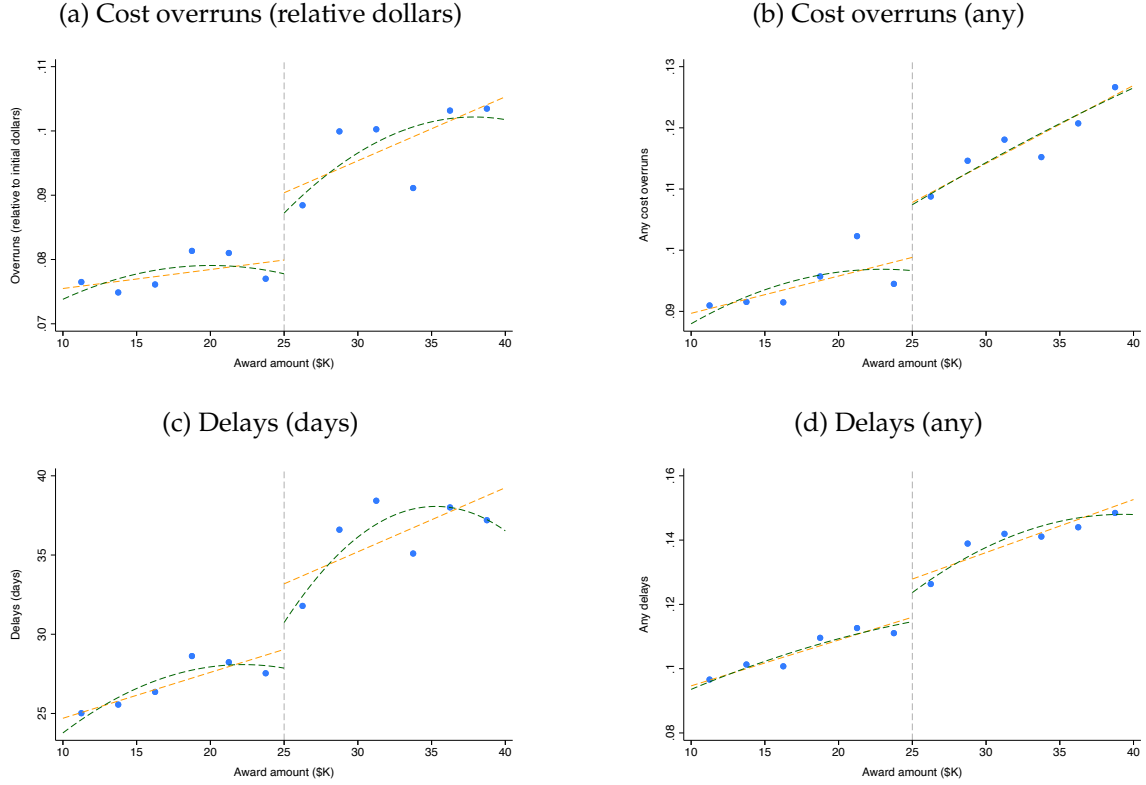 (a) Cost overruns (relative dollars)
Overruns (relative to initial dollars)
.11
.1
.09
.08
.07
10 15 20 25 30 35 40
Award amount ($K)
(b) Cost overruns (any)
Any cost overruns
.13
.12
.11
.1
.09
10 15 20 25 30 35 40
Award amount ($K)
(c) Delays (days)
Delays (days)
40
35
30
25
10 15 20 25 30 35 40
Award amount ($K)
(d) Delays (any)
Any delays
.16
.14
.12
.1
.08
10 15 20 25 30 35 40
Award amount ($K)